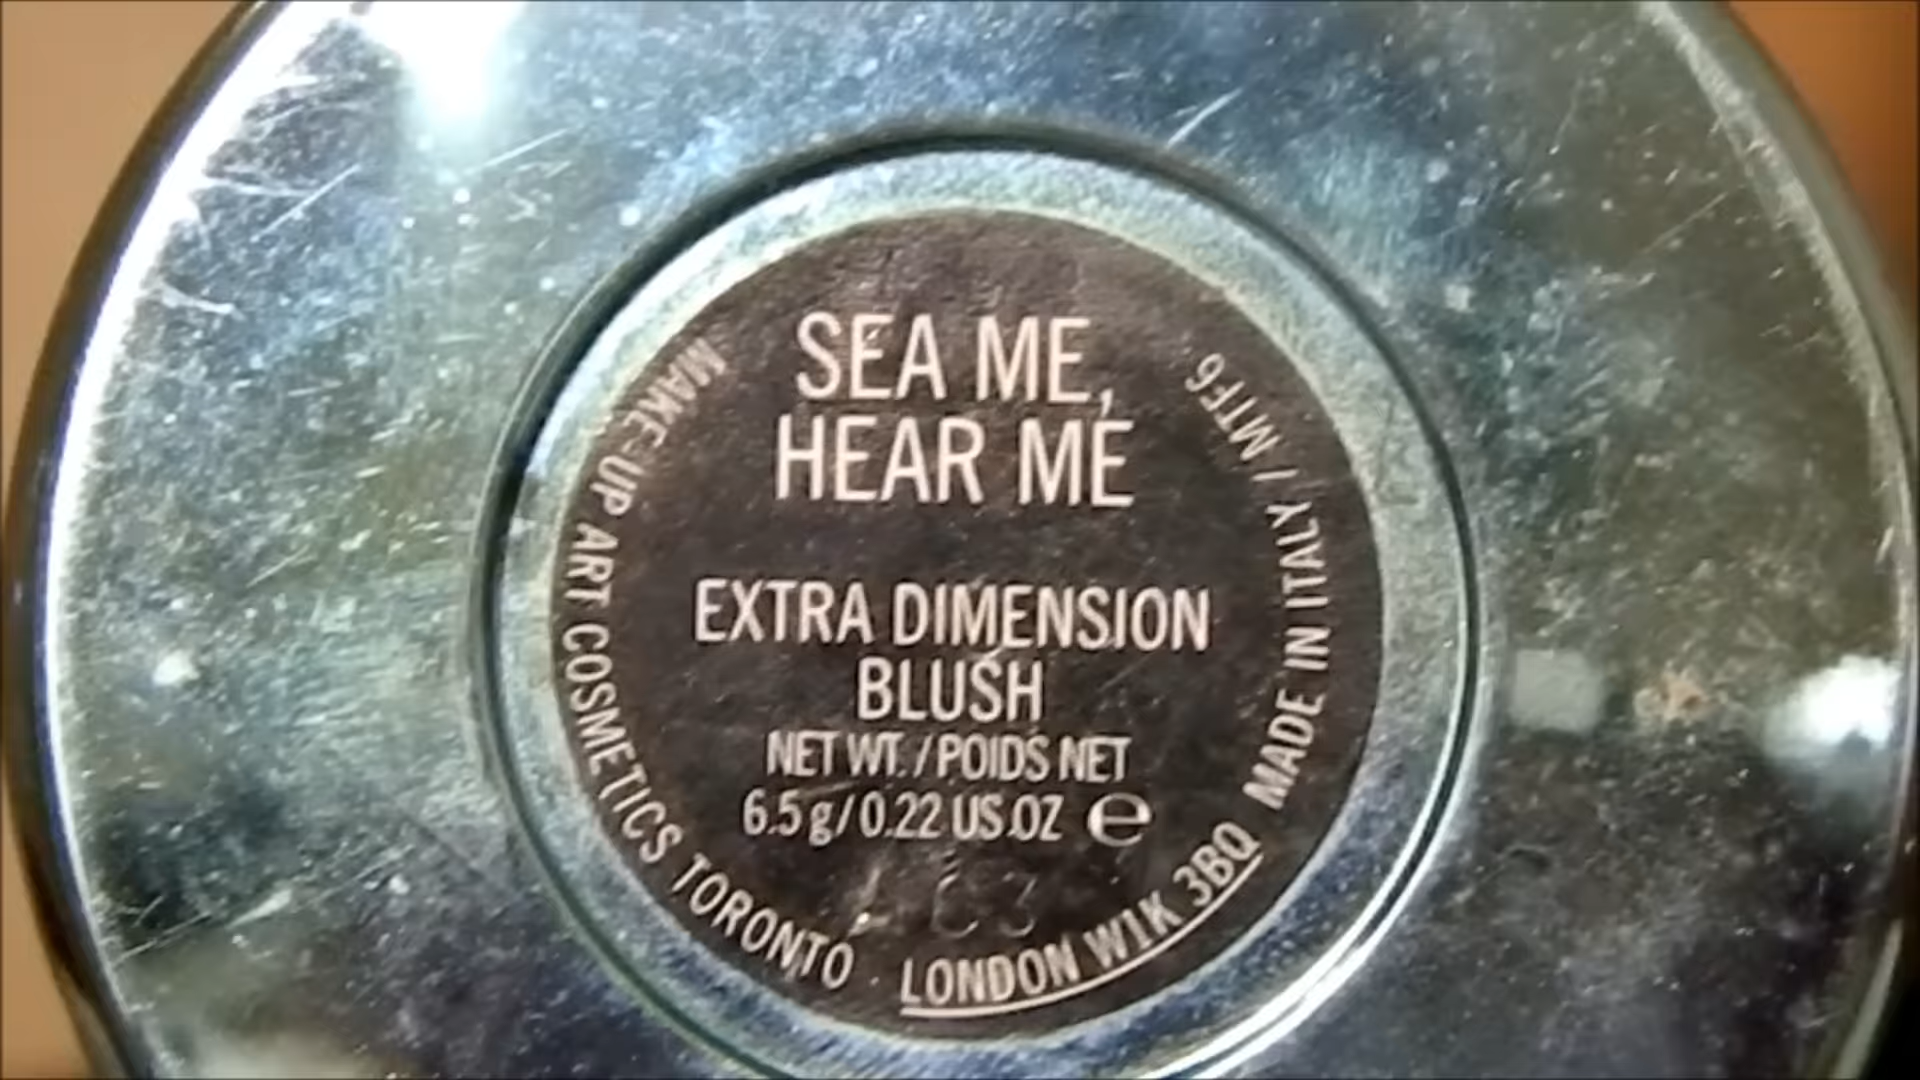 SEA ME,
HEAR ME
EXTRA DIMENSION
BLUSH
NET WT. / POIDS NET
6.5 g/0.22 US.OZ ℮
MAKE-UP ART COSMETICS TORONTO · LONDON W1K 3BQ MADE IN ITALY / MTF6